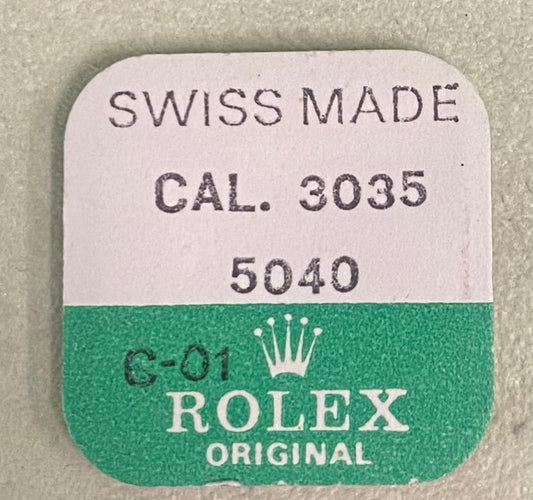 SWISS MADE
CAL. 3035
5040
C-01
ROLEX
ORIGINAL